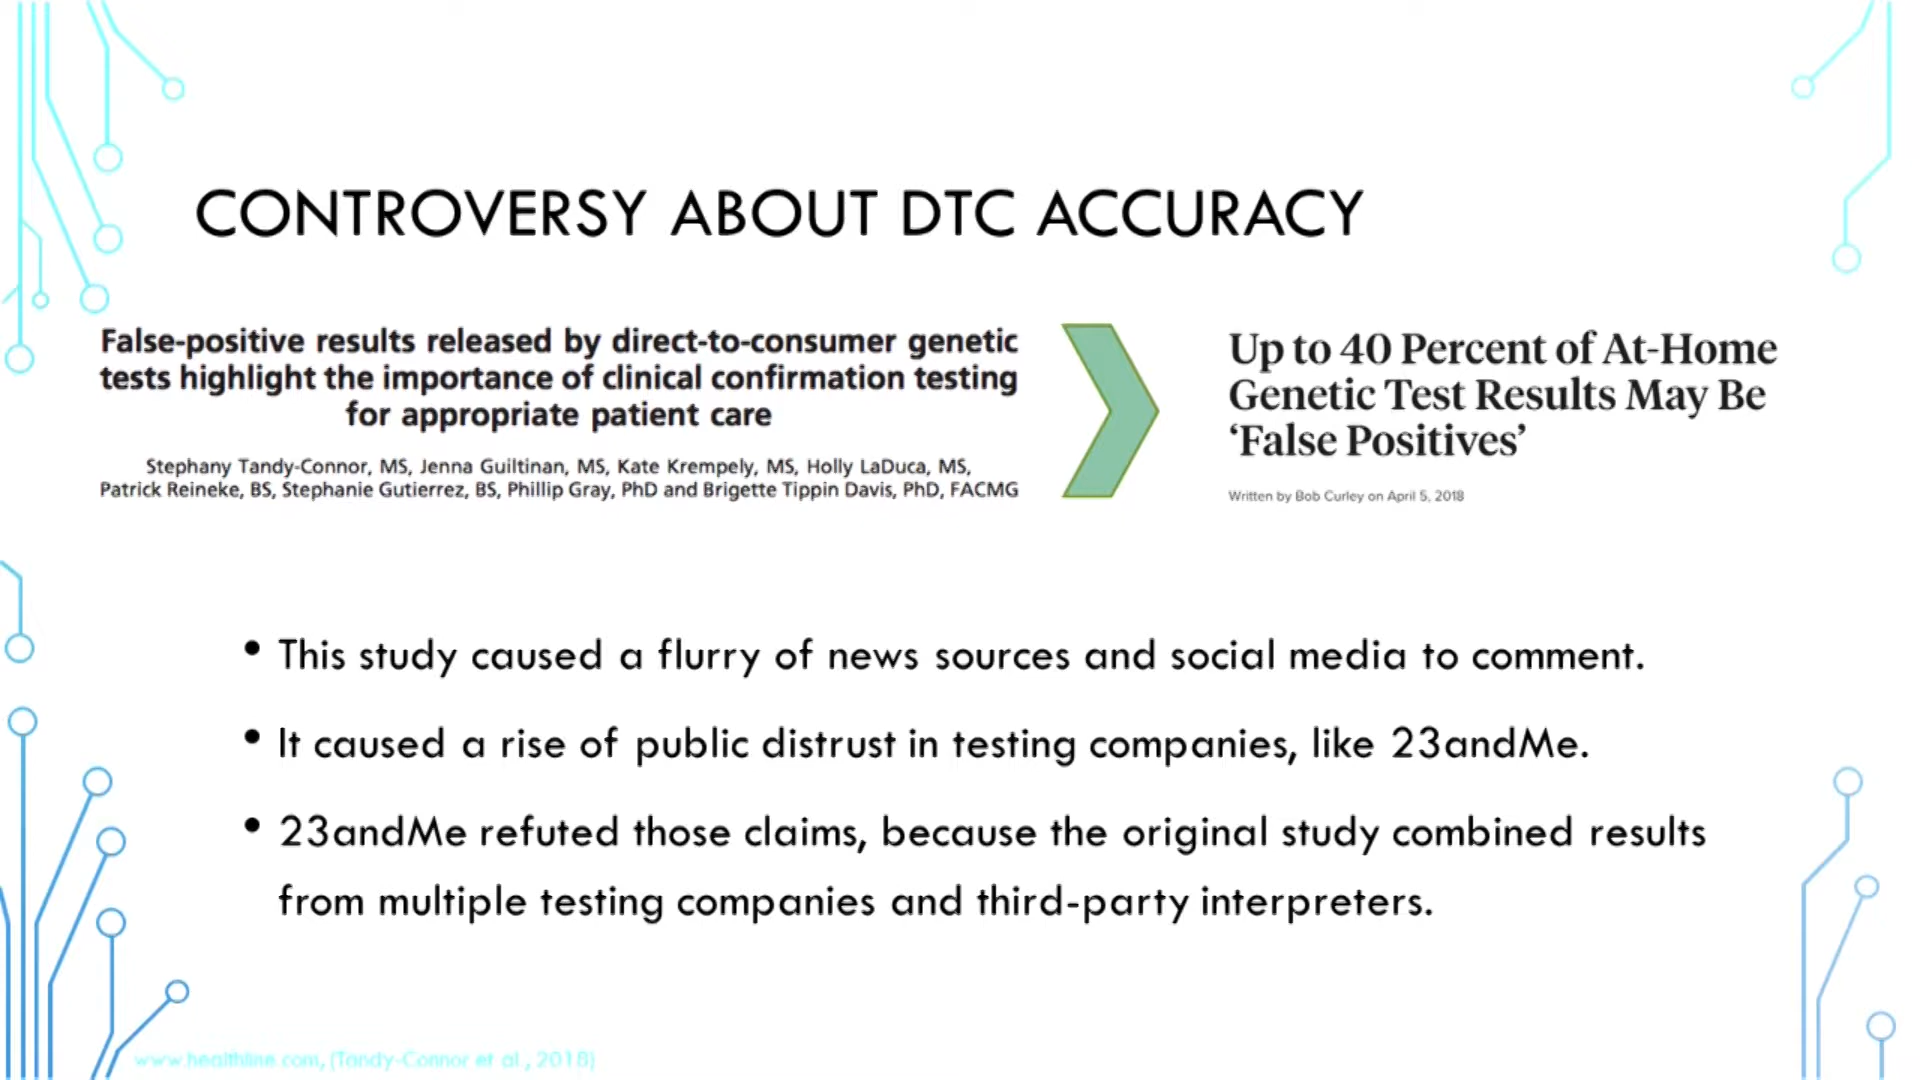 CONTROVERSY ABOUT DTC ACCURACY
False-positive results released by direct-to-consumer genetic
tests highlight the importance of clinical confirmation testing
for appropriate patient care
Stephany Tandy-Connor, MS, Jenna Guiltinan, MS, Kate Krempely, MS, Holly LaDuca, MS,
Patrick Reineke, BS, Stephanie Gutierrez, BS, Phillip Gray, PhD and Brigette Tippin Davis, PhD, FACMG
Up to 40 Percent of At-Home
Genetic Test Results May Be
‘False Positives’
Written by Bob Curley on April 5, 2018
• This study caused a flurry of news sources and social media to comment.
• It caused a rise of public distrust in testing companies, like 23andMe.
• 23andMe refuted those claims, because the original study combined results
from multiple testing companies and third-party interpreters.
www.healthline.com, (Tandy-Connor et al., 2018)